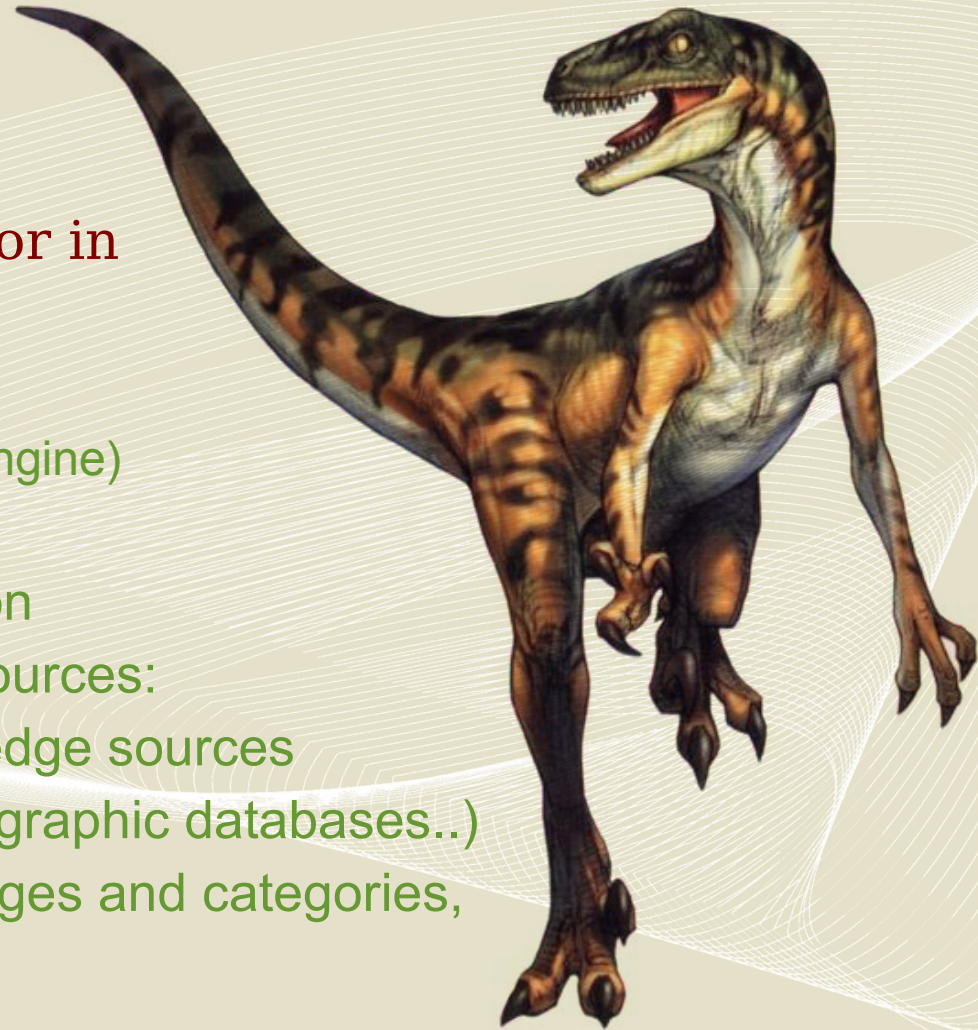 or in
ngine)
on
ources:
edge sources
graphic databases..)
ges and categories,